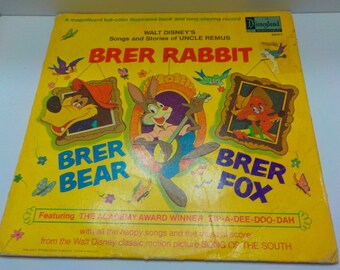 A magnificent full-color illustrated book and long-playing record
WALT DISNEY'S
Songs and Stories of UNCLE REMUS
BRER RABBIT
BRER
BEAR
BRER
FOX
Featuring THE ACADEMY AWARD WINNER ZIP-A-DEE-DOO-DAH
with all the happy songs and the musical score
from the Walt Disney classic motion picture SONG OF THE SOUTH